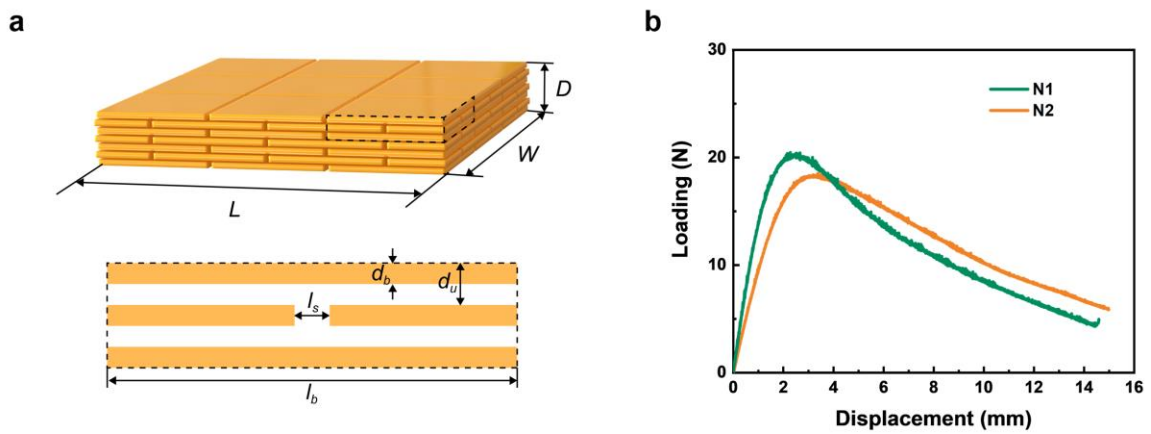 a
D
W
L
d_b
d_u
l_s
l_b
b
30
20
10
0
Loading (N)
N1
N2
0 2 4 6 8 10 12 14 16
Displacement (mm)